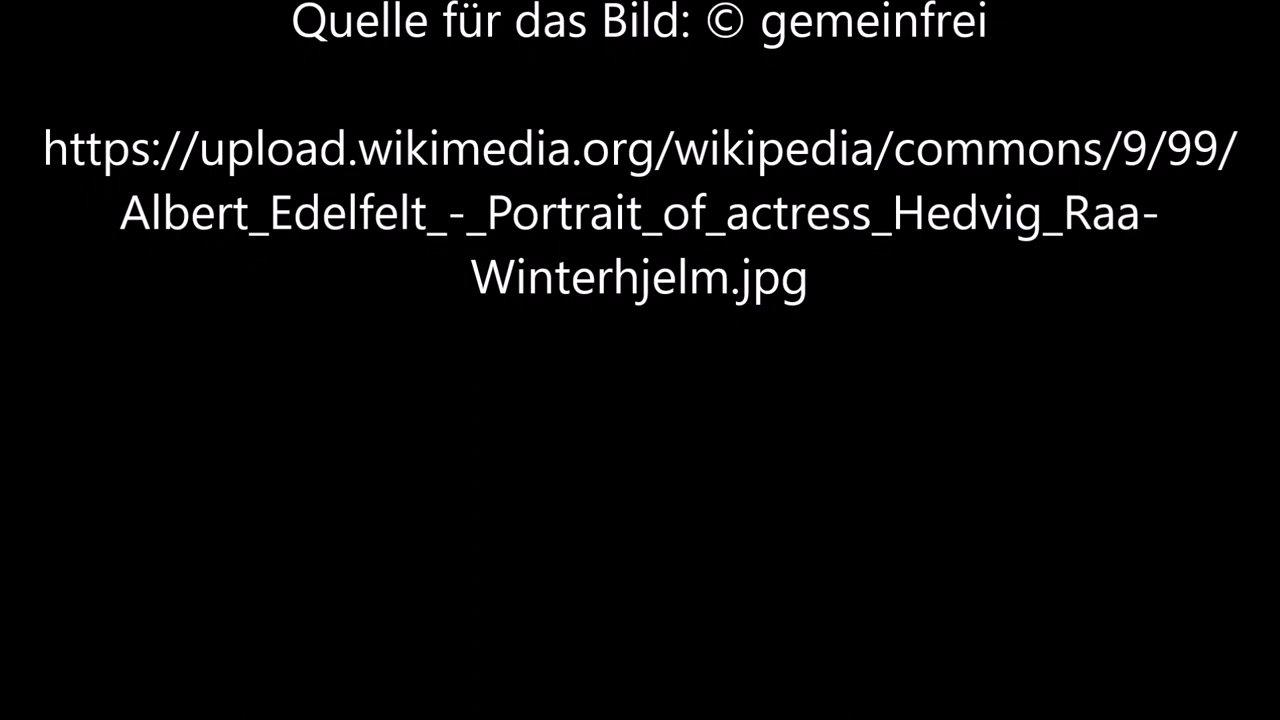 Quelle für das Bild: © gemeinfrei
https://upload.wikimedia.org/wikipedia/commons/9/99/
Albert_Edelfelt_-_Portrait_of_actress_Hedvig_Raa-
Winterhjelm.jpg